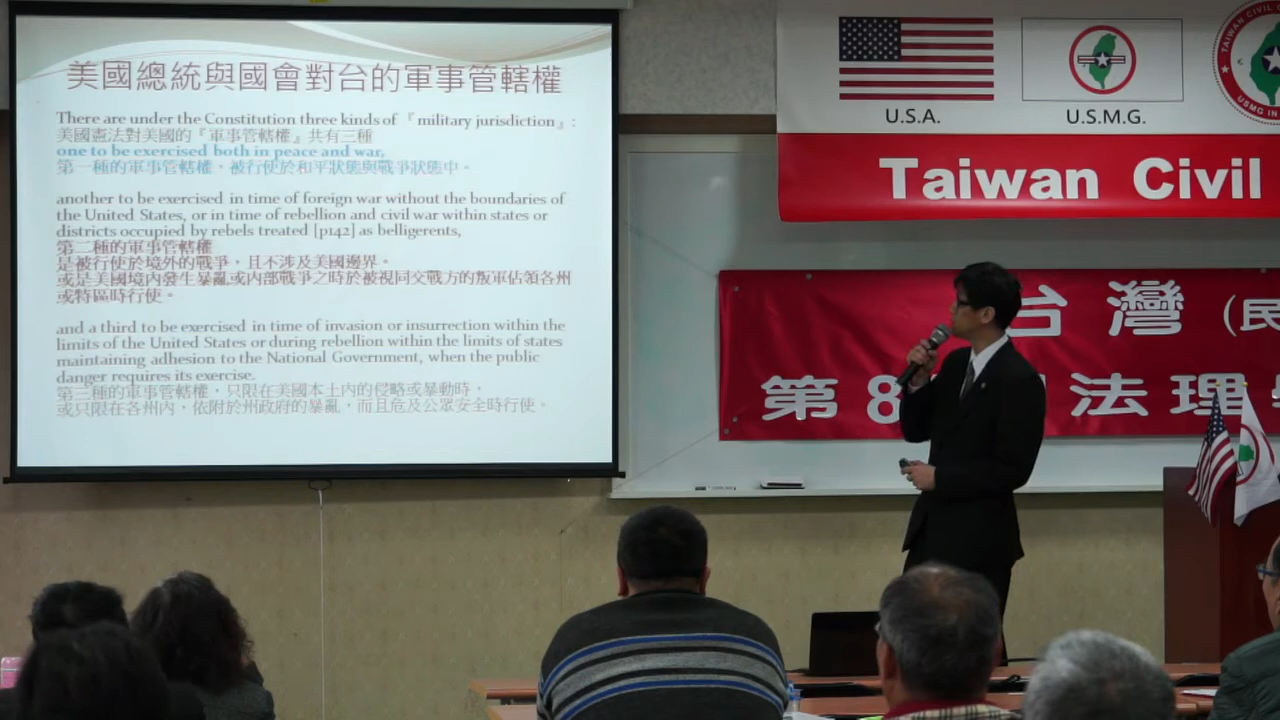 美國總統與國會對台的軍事管轄權
There are under the Constitution three kinds of 『military jurisdiction』:
美國憲法對美國的『軍事管轄權』共有三種
one to be exercised both in peace and war,
第一種的軍事管轄權，被行使於和平狀態與戰爭狀態中。
another to be exercised in time of foreign war without the boundaries of
the United States, or in time of rebellion and civil war within states or
districts occupied by rebels treated [p142] as belligerents,
第二種的軍事管轄權
是被行使於境外的戰爭，且不涉及美國邊界。
或是美國境內發生暴亂或內部戰爭之時於被視同交戰方的叛軍佔領各州
或特區時行使。
and a third to be exercised in time of invasion or insurrection within the
limits of the United States or during rebellion within the limits of states
maintaining adhesion to the National Government, when the public
danger requires its exercise.
第三種的軍事管轄權，只限在美國本土內的侵略或暴動時，
或只限在各州內，依附於州政府的暴亂，而且危及公眾安全時行使。
U.S.A.
U.S.M.G.
TAIWAN CIVIL
USMG IN
Taiwan Civil
台灣(民
第8 法理